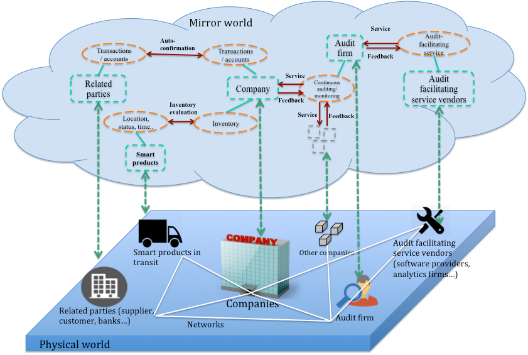 Mirror world
Transactions
/ accounts
Auto-
confirmation
Transactions
/ accounts
Audit
firm
Service
Feedback
Audit-
facilitating
service
Related
parties
Company
Service
Feedback
Continuous
auditing/
monitoring
Audit
facilitating
service vendors
Inventory
evaluation
Location,
status, time...
Inventory
Service
Feedback
Smart
products
COMPANY
Smart products in
transit
Other companies
Audit facilitating
service vendors
(software providers,
analytics firms...)
Companies
Related parties (supplier,
customer, banks...)
Networks
Audit firm
Physical world